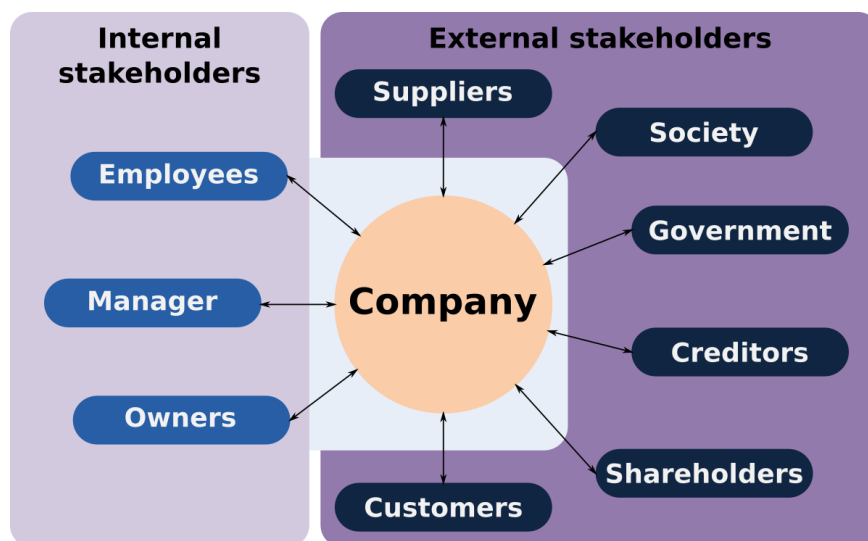 Internal
stakeholders
External stakeholders
Suppliers
Society
Employees
Government
Manager
Company
Creditors
Owners
Shareholders
Customers